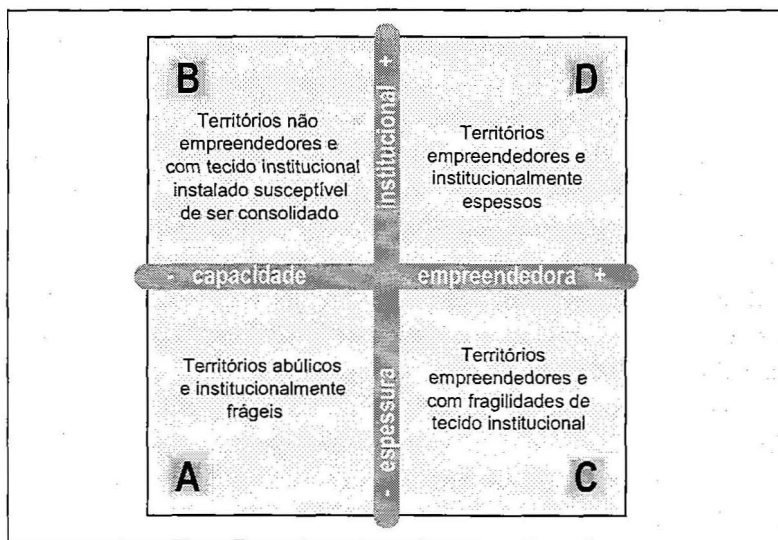 B
Territórios não
empreendedores e
com tecido institucional
instalado susceptível
de ser consolidado
D
Territórios
empreendedores e
institucionalmente
espessos
- capacidade empreendedora +
- espessura institucional +
Territórios abúlicos
e institucionalmente
frágeis
A
Territórios
empreendedores e
com fragilidades de
tecido institucional
C